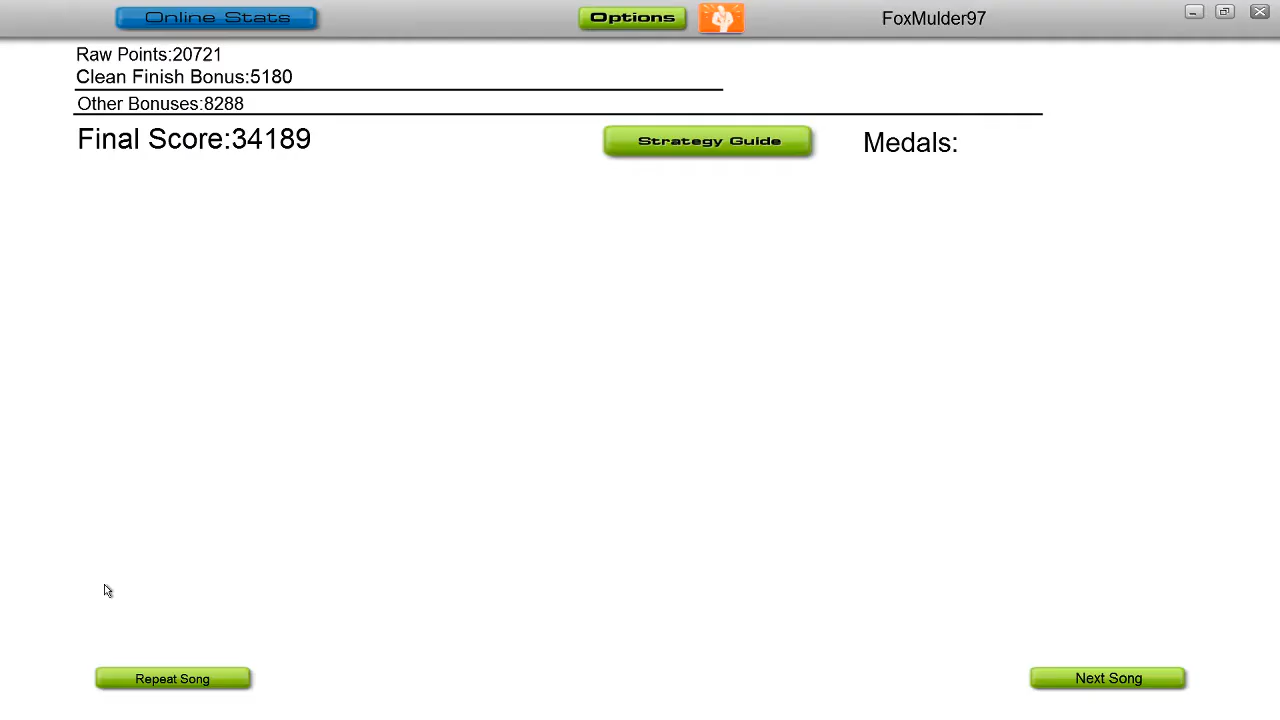 Online Stats
Options
FoxMulder97
Raw Points:20721
Clean Finish Bonus:5180
Other Bonuses:8288
Final Score:34189
Strategy Guide
Medals:
Repeat Song
Next Song